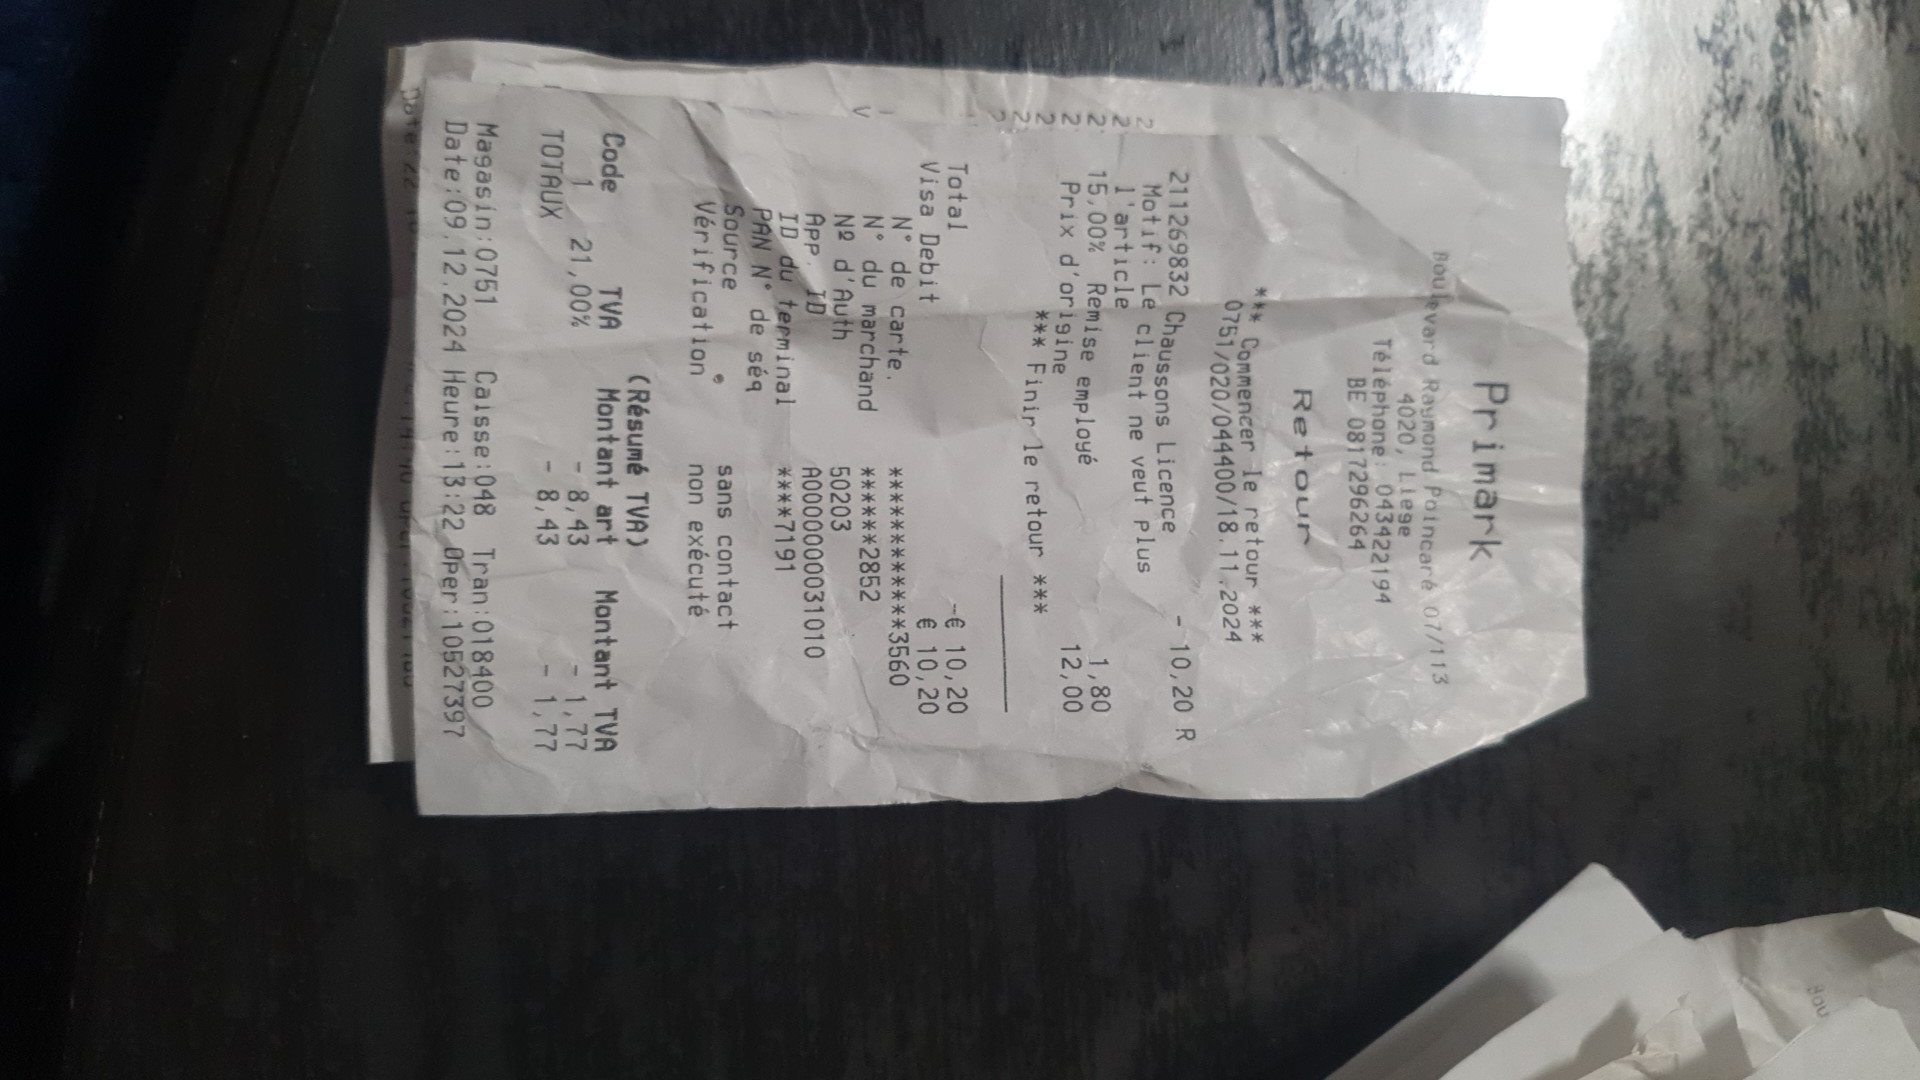 Primark
Boulevard Raymond Poincaré 07/113
4020, Liege
Téléphone: 043422194
BE 0817296264
Retour
*** Commencer le retour ***
0751/020/044400/18.11.2024
211269832 Chaussons Licence - 10,20 R
Motif: Le client ne veut plus
l'article
15,00% Remise employé 1,80
Prix d'origine 12,00
*** Finir le retour ***
Total -€ 10,20
Visa Debit € 10,20
N° de carte. ************3560
N° du marchand ******2852
Nº d'Auth 50203
App. ID A0000000031010
ID du terminal ****7191
PAN N° de séq
Source sans contact
Vérification non exécuté
(Résumé TVA)
Code TVA Montant art Montant TVA
1 21,00% - 8,43 - 1,77
TOTAUX - 8,43 - 1,77
Magasin:0751 Caisse:048 Tran:018400
Date:09.12.2024 Heure:13:22 Oper:10527397
Bou